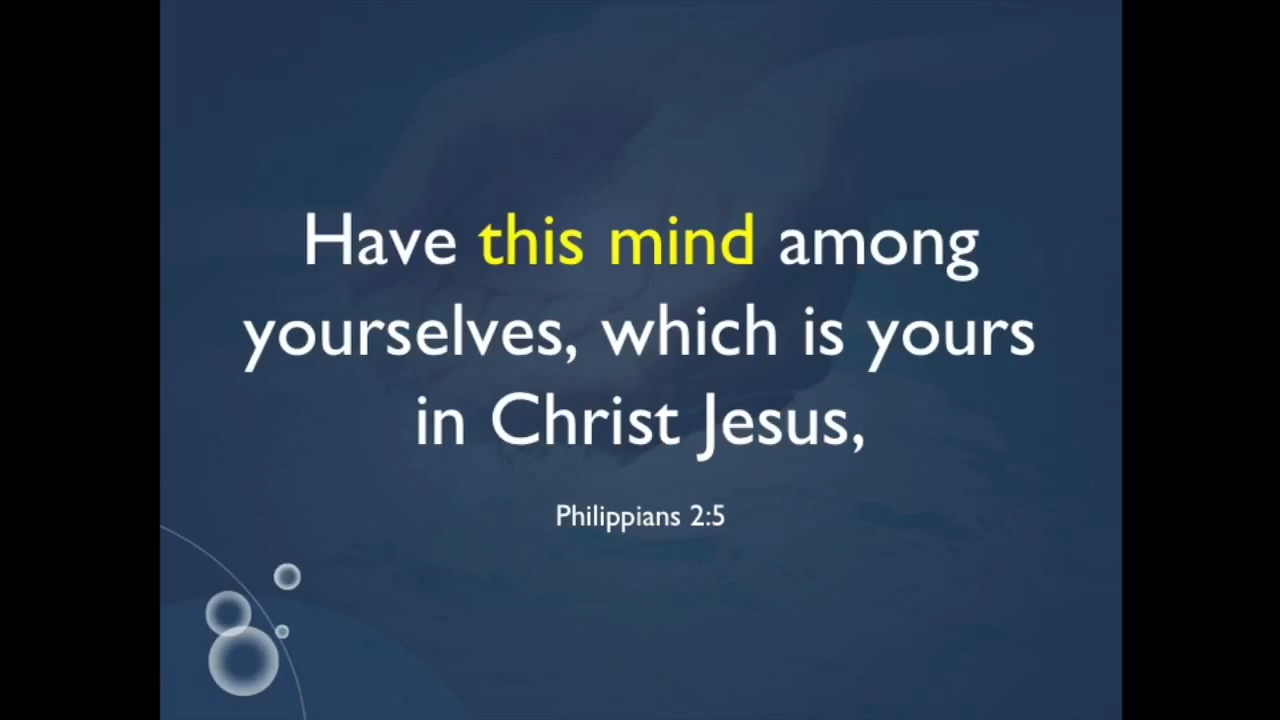 Have this mind among
yourselves, which is yours
in Christ Jesus,
Philippians 2:5